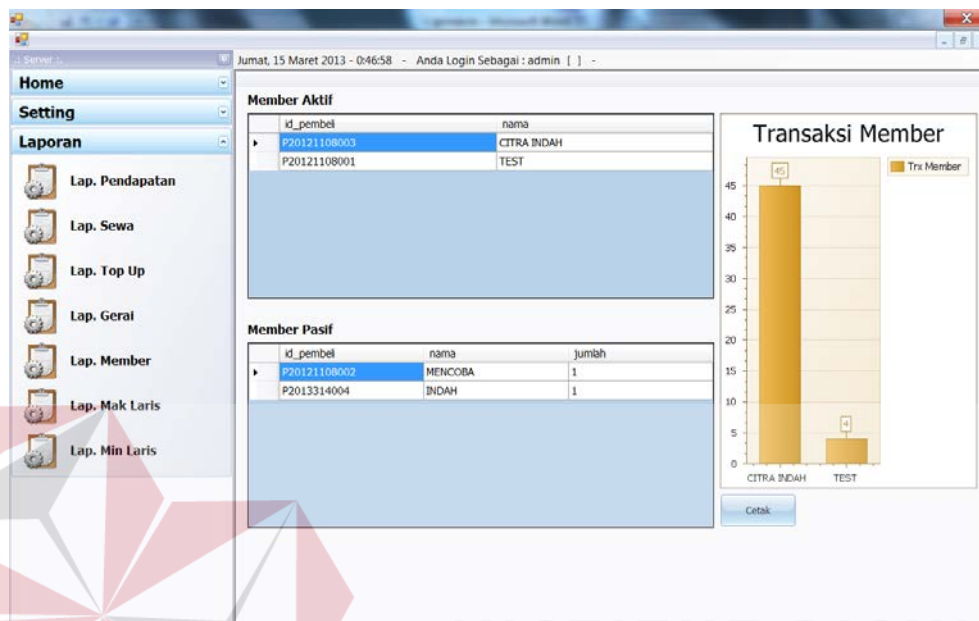 .: Server :.
Jumat, 15 Maret 2013 - 0:46:58 - Anda Login Sebagai : admin [ ] -
Home
Setting
Laporan
Lap. Pendapatan
Lap. Sewa
Lap. Top Up
Lap. Gerai
Lap. Member
Lap. Mak Laris
Lap. Min Laris
Member Aktif
id_pembeli nama
P20121108003 CITRA INDAH
P20121108001 TEST
Member Pasif
id_pembeli nama jumlah
P20121108002 MENCOBA 1
P2013314004 INDAH 1
Transaksi Member
Trx Member
45
45
40
35
30
25
20
15
10
5
0
4
CITRA INDAH TEST
Cetak